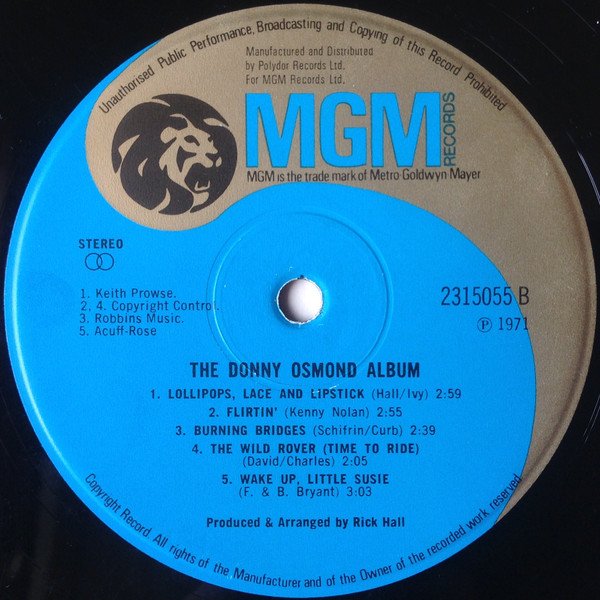 Unauthorised Public Performance, Broadcasting and Copying of this Record Prohibited
Manufactured and Distributed
by Polydor Records Ltd.
For MGM Records Ltd.
MGM
RECORDS
MGM is the trade mark of Metro-Goldwyn Mayer
STEREO
1. Keith Prowse.
2, 4. Copyright Control.
3. Robbins Music.
5. Acuff-Rose
2315055 B
Ⓟ 1971
THE DONNY OSMOND ALBUM
1. LOLLIPOPS, LACE AND LIPSTICK (Hall/Ivy) 2:59
2. FLIRTIN' (Kenny Nolan) 2:55
3. BURNING BRIDGES (Schifrin/Curb) 2:39
4. THE WILD ROVER (TIME TO RIDE)
(David/Charles) 2:05
5. WAKE UP, LITTLE SUSIE
(F. & B. Bryant) 3:03
Produced & Arranged by Rick Hall
Copyright Record. All rights of the Manufacturer and of the Owner of the recorded work reserved